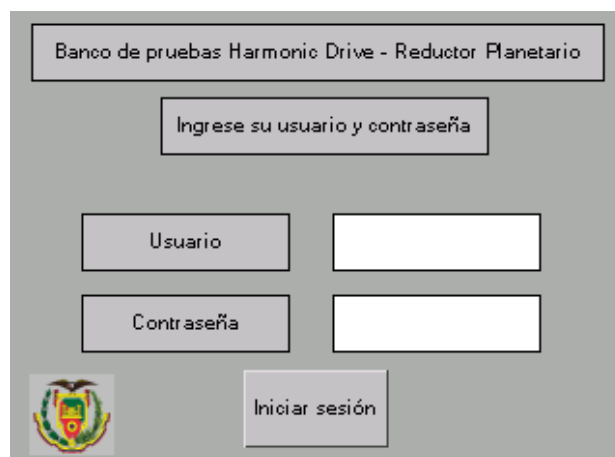 Banco de pruebas Harmonic Drive - Reductor Planetario
Ingrese su usuario y contraseña
Usuario
Contraseña
Iniciar sesión